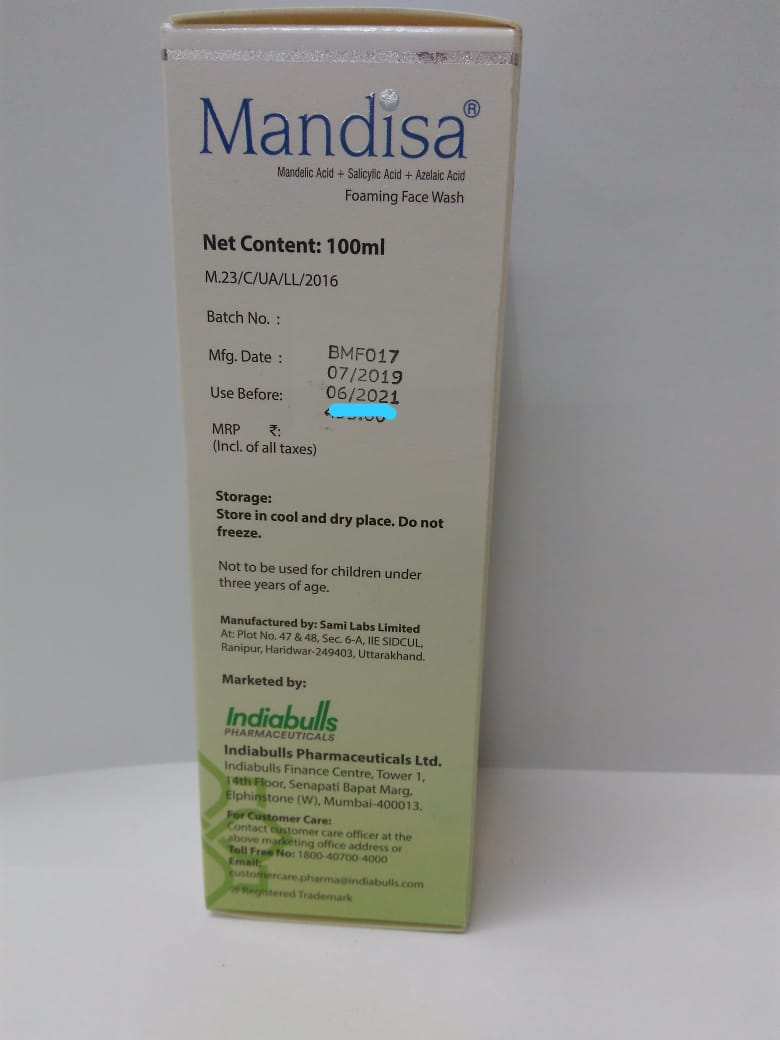 Mandisa®
Mandelic Acid + Salicylic Acid + Azelaic Acid
Foaming Face Wash
Net Content: 100ml
M.23/C/UA/LL/2016
Batch No. :
BMF017
Mfg. Date :
07/2019
Use Before:
06/2021
MRP ₹:
(Incl. of all taxes)
Storage:
Store in cool and dry place. Do not
freeze.
Not to be used for children under
three years of age.
Manufactured by: Sami Labs Limited
At: Plot No. 47 & 48, Sec. 6-A, IIE SIDCUL,
Ranipur, Haridwar-249403, Uttarakhand.
Marketed by:
Indiabulls
PHARMACEUTICALS
Indiabulls Pharmaceuticals Ltd.
Indiabulls Finance Centre, Tower 1,
14th Floor, Senapati Bapat Marg,
Elphinstone (W), Mumbai-400013.
For Customer Care:
Contact customer care officer at the
above marketing office address or
Toll Free No: 1800-40700-4000
Email:
customercare.pharma@indiabulls.com
® Registered Trademark